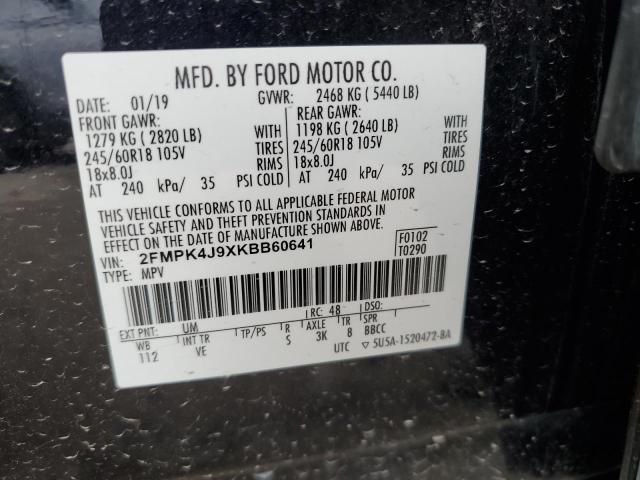 MFD. BY FORD MOTOR CO.
DATE: 01/19 GVWR: 2468 KG ( 5440 LB)
FRONT GAWR: REAR GAWR:
1279 KG ( 2820 LB) WITH 1198 KG ( 2640 LB) WITH
245/60R18 105V TIRES 245/60R18 105V TIRES
18x8.0J RIMS 18x8.0J RIMS
AT 240 kPa/ 35 PSI COLD AT 240 kPa/ 35 PSI COLD
THIS VEHICLE CONFORMS TO ALL APPLICABLE FEDERAL MOTOR
VEHICLE SAFETY AND THEFT PREVENTION STANDARDS IN
EFFECT ON THE DATE OF MANUFACTURE SHOWN ABOVE.
VIN: 2FMPK4J9XKBB60641 F0102
TYPE: MPV T0290
EXT PNT: UM RC: 48 DSO:
WB INT TR TP/PS R AXLE TR SPR
112 VE S 3K 8 BBCC
UTC ▽ 5U5A-1520472-BA